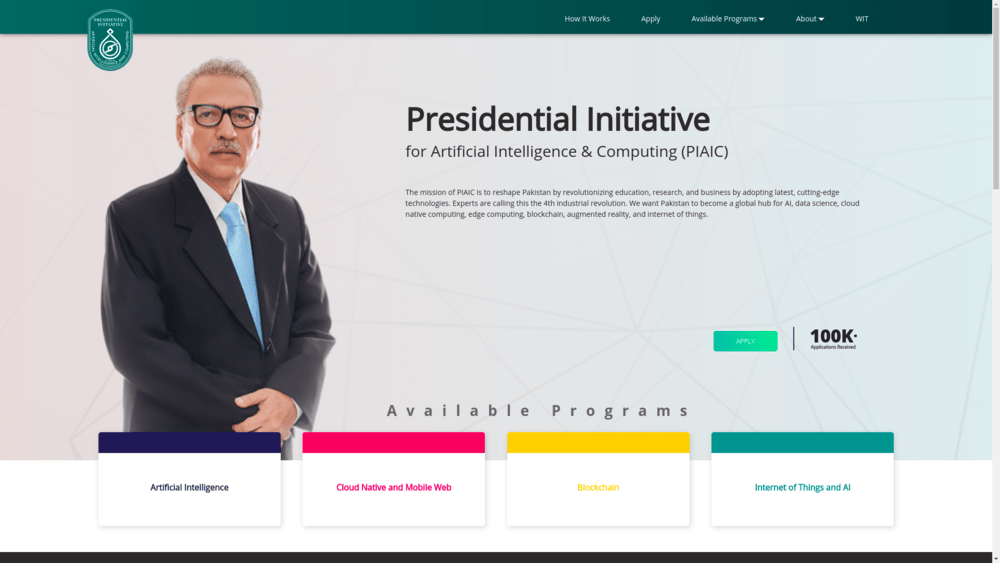 PRESIDENTIAL
INITIATIVE
How It Works
Apply
Available Programs
About
WIT
Presidential Initiative
for Artificial Intelligence & Computing (PIAIC)
The mission of PIAIC is to reshape Pakistan by revolutionizing education, research, and business by adopting latest, cutting-edge
technologies. Experts are calling this the 4th industrial revolution. We want Pakistan to become a global hub for AI, data science, cloud
native computing, edge computing, blockchain, augmented reality, and internet of things.
APPLY
100K+
Applications Received
Available Programs
Artificial Intelligence
Cloud Native and Mobile Web
Blockchain
Internet of Things and AI